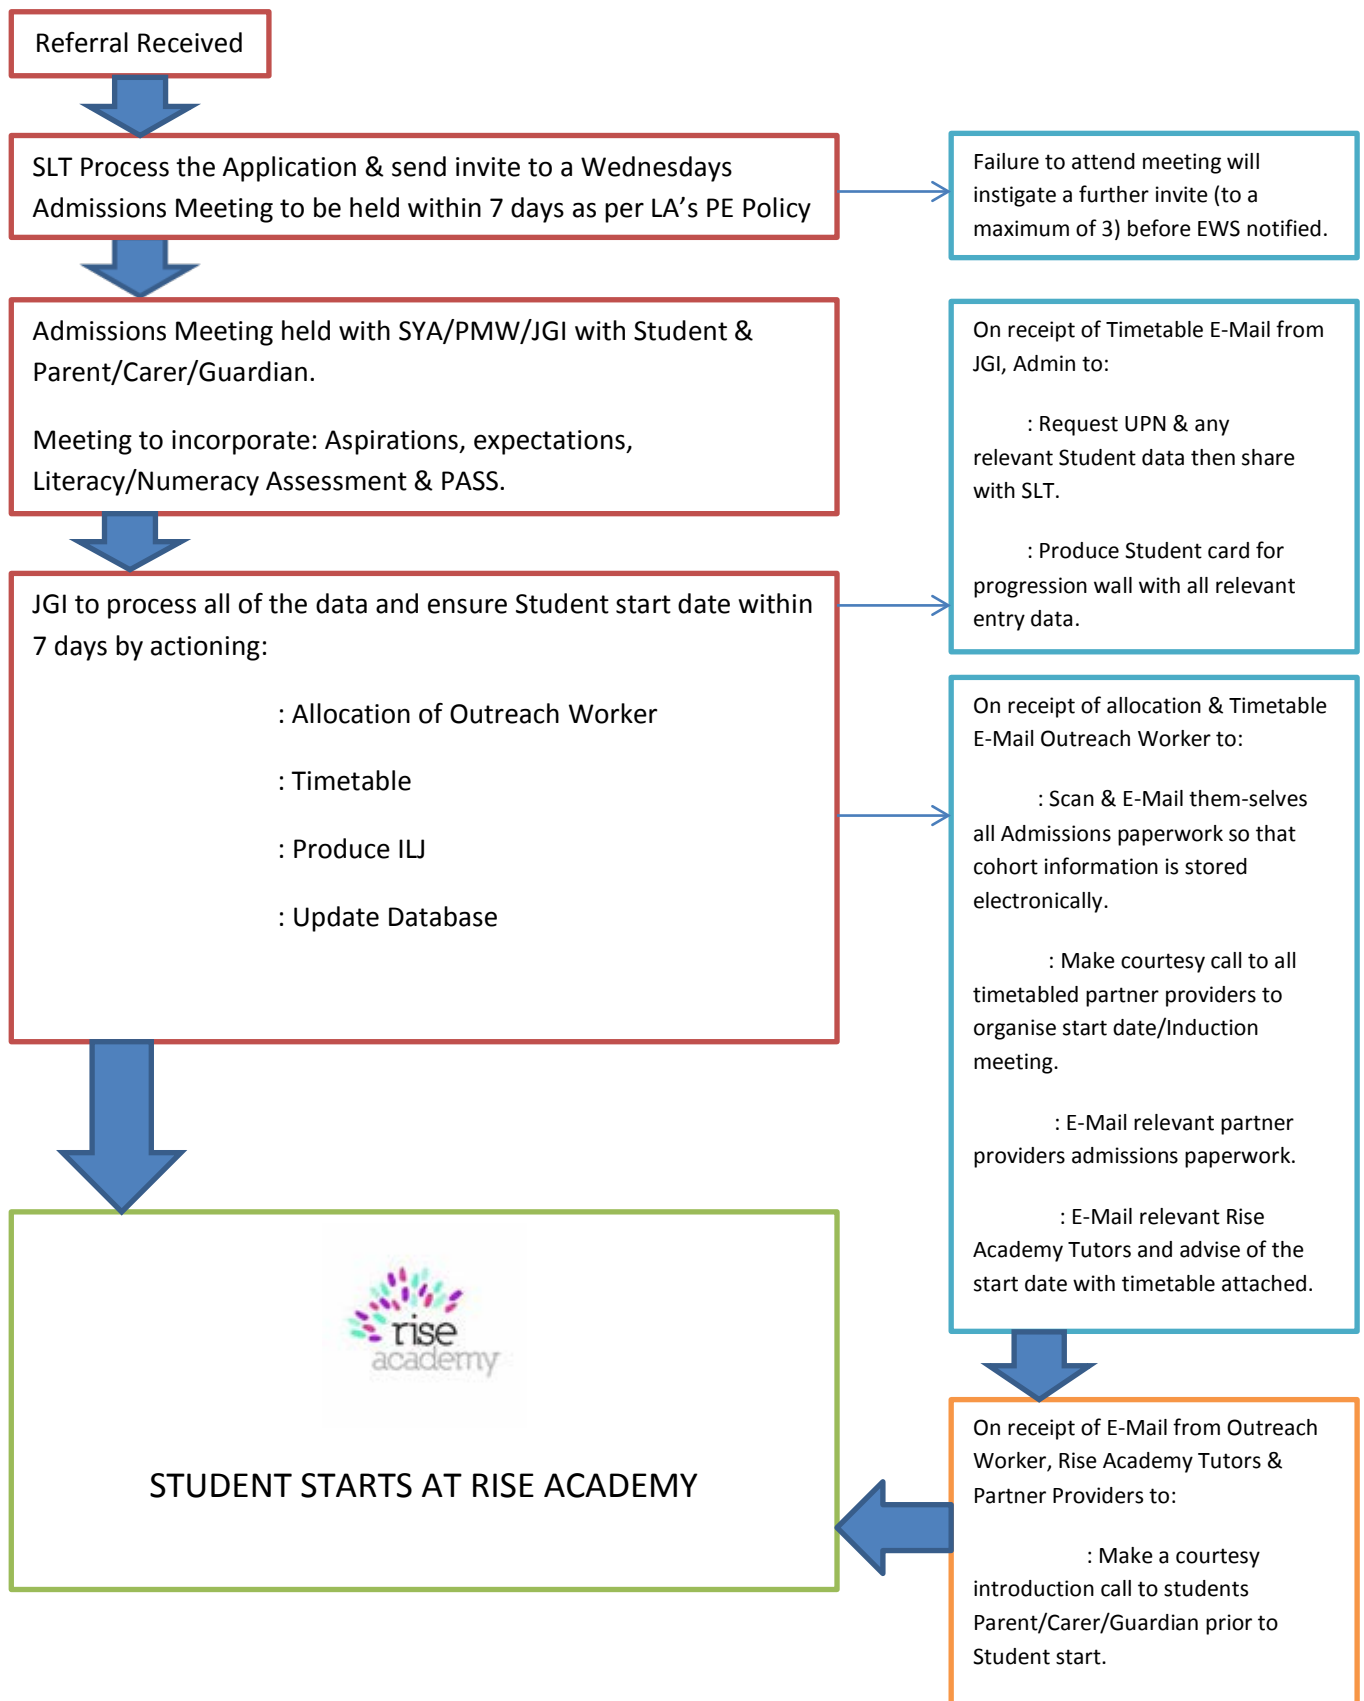 Referral Received
SLT Process the Application & send invite to a Wednesdays
Admissions Meeting to be held within 7 days as per LA’s PE Policy
Failure to attend meeting will
instigate a further invite (to a
maximum of 3) before EWS notified.
Admissions Meeting held with SYA/PMW/JGI with Student &
Parent/Carer/Guardian.
Meeting to incorporate: Aspirations, expectations,
Literacy/Numeracy Assessment & PASS.
On receipt of Timetable E-Mail from
JGI, Admin to:
: Request UPN & any
relevant Student data then share
with SLT.
: Produce Student card for
progression wall with all relevant
entry data.
JGI to process all of the data and ensure Student start date within
7 days by actioning:
: Allocation of Outreach Worker
: Timetable
: Produce ILJ
: Update Database
On receipt of allocation & Timetable
E-Mail Outreach Worker to:
: Scan & E-Mail them-selves
all Admissions paperwork so that
cohort information is stored
electronically.
: Make courtesy call to all
timetabled partner providers to
organise start date/Induction
meeting.
: E-Mail relevant partner
providers admissions paperwork.
: E-Mail relevant Rise
Academy Tutors and advise of the
start date with timetable attached.
On receipt of E-Mail from Outreach
Worker, Rise Academy Tutors &
Partner Providers to:
: Make a courtesy
introduction call to students
Parent/Carer/Guardian prior to
Student start.
rise
academy
STUDENT STARTS AT RISE ACADEMY